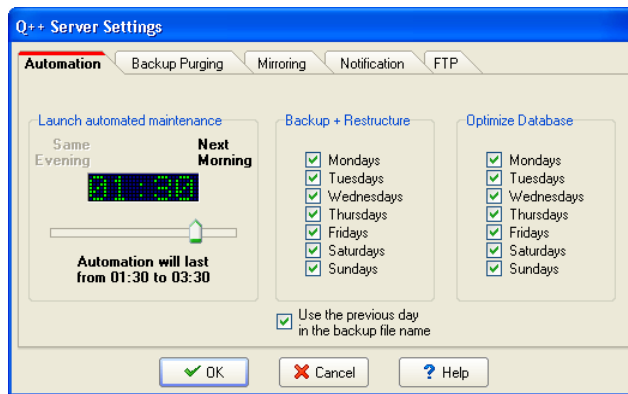 Q++ Server Settings
Automation
Backup Purging
Mirroring
Notification
FTP
Launch automated maintenance
Same
Evening
Next
Morning
01:30
Automation will last
from 01:30 to 03:30
Backup + Restructure
Mondays
Tuesdays
Wednesdays
Thursdays
Fridays
Saturdays
Sundays
Use the previous day
in the backup file name
Optimize Database
Mondays
Tuesdays
Wednesdays
Thursdays
Fridays
Saturdays
Sundays
OK
Cancel
? Help